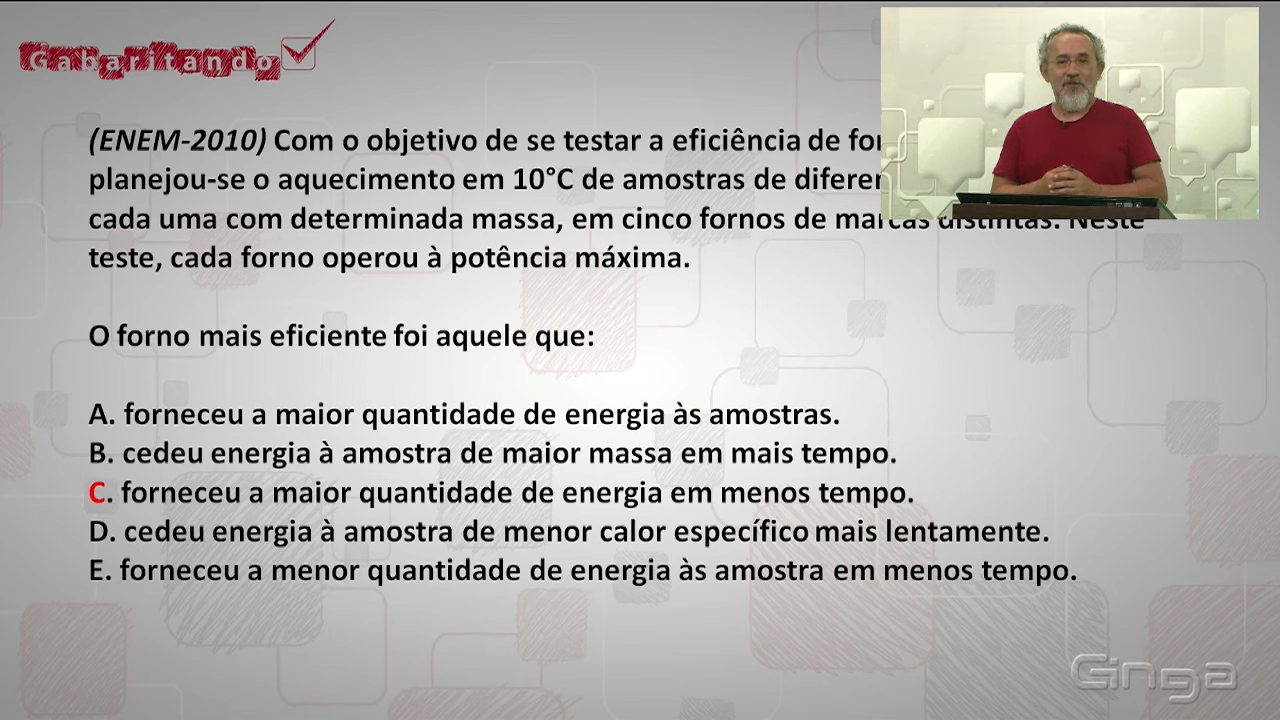 Gabaritando
(ENEM-2010) Com o objetivo de se testar a eficiência de
planejou-se o aquecimento em 10°C de amostras de
cada uma com determinada massa, em cinco fornos de marcas distintas. Neste
teste, cada forno operou à potência máxima.
O forno mais eficiente foi aquele que:
A. forneceu a maior quantidade de energia às amostras.
B. cedeu energia à amostra de maior massa em mais tempo.
C. forneceu a maior quantidade de energia em menos tempo.
D. cedeu energia à amostra de menor calor específico mais lentamente.
E. forneceu a menor quantidade de energia às amostra em menos tempo.
Ginga